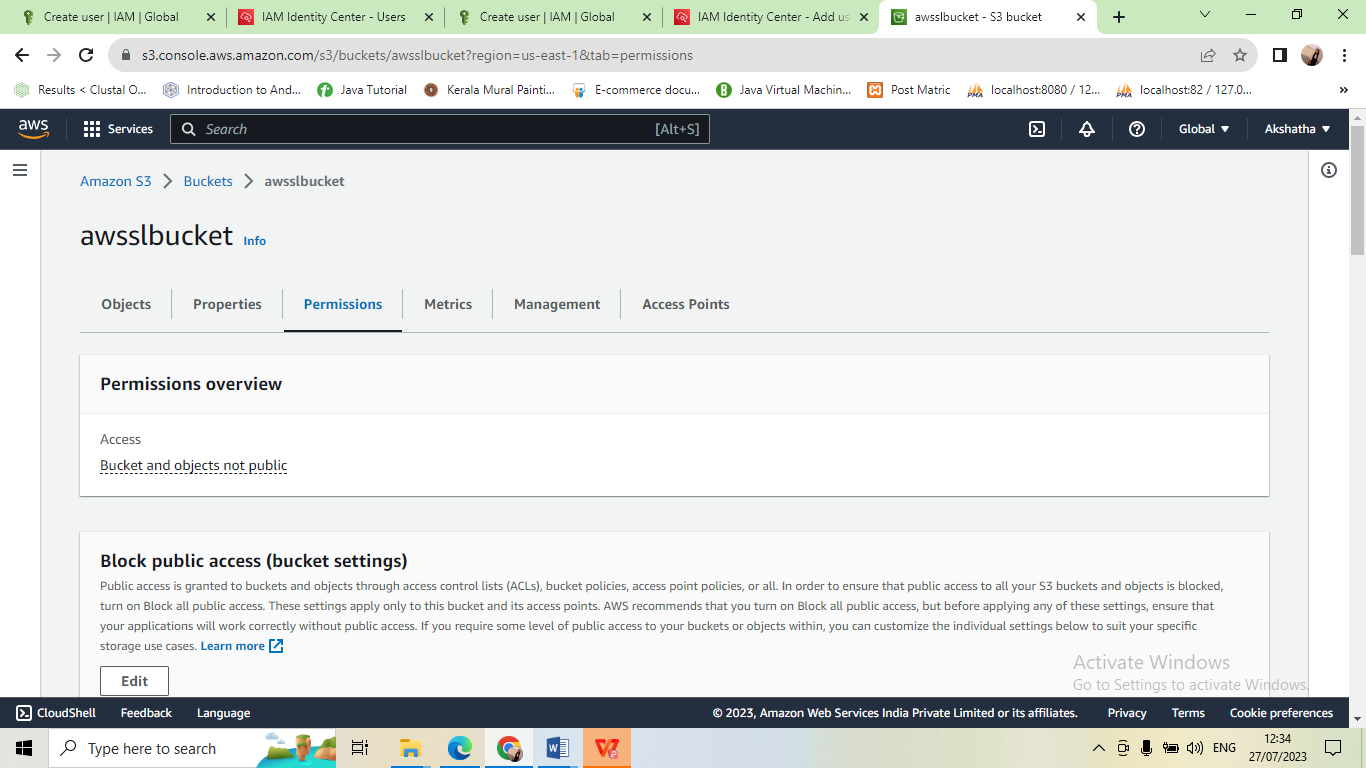 Create user | IAM | Global
IAM Identity Center - Users
Create user | IAM | Global
IAM Identity Center - Add us
awsslbucket - S3 bucket
s3.console.aws.amazon.com/s3/buckets/awsslbucket?region=us-east-1&tab=permissions
Results < Clustal O...
Introduction to And...
Java Tutorial
Kerala Mural Painti...
E-commerce docu...
Java Virtual Machin...
Post Matric
localhost:8080 / 12...
localhost:82 / 127.0...
»
aws
Services
Search
[Alt+S]
Global
Akshatha
Amazon S3
Buckets
awsslbucket
awsslbucket Info
Objects
Properties
Permissions
Metrics
Management
Access Points
Permissions overview
Access
Bucket and objects not public
Block public access (bucket settings)
Public access is granted to buckets and objects through access control lists (ACLs), bucket policies, access point policies, or all. In order to ensure that public access to all your S3 buckets and objects is blocked,
turn on Block all public access. These settings apply only to this bucket and its access points. AWS recommends that you turn on Block all public access, but before applying any of these settings, ensure that
your applications will work correctly without public access. If you require some level of public access to your buckets or objects within, you can customize the individual settings below to suit your specific
storage use cases. Learn more
Edit
Activate Windows
Go to Settings to activate Windows.
CloudShell
Feedback
Language
© 2023, Amazon Web Services India Private Limited or its affiliates.
Privacy
Terms
Cookie preferences
Type here to search
ENG
12:34
27/07/2023